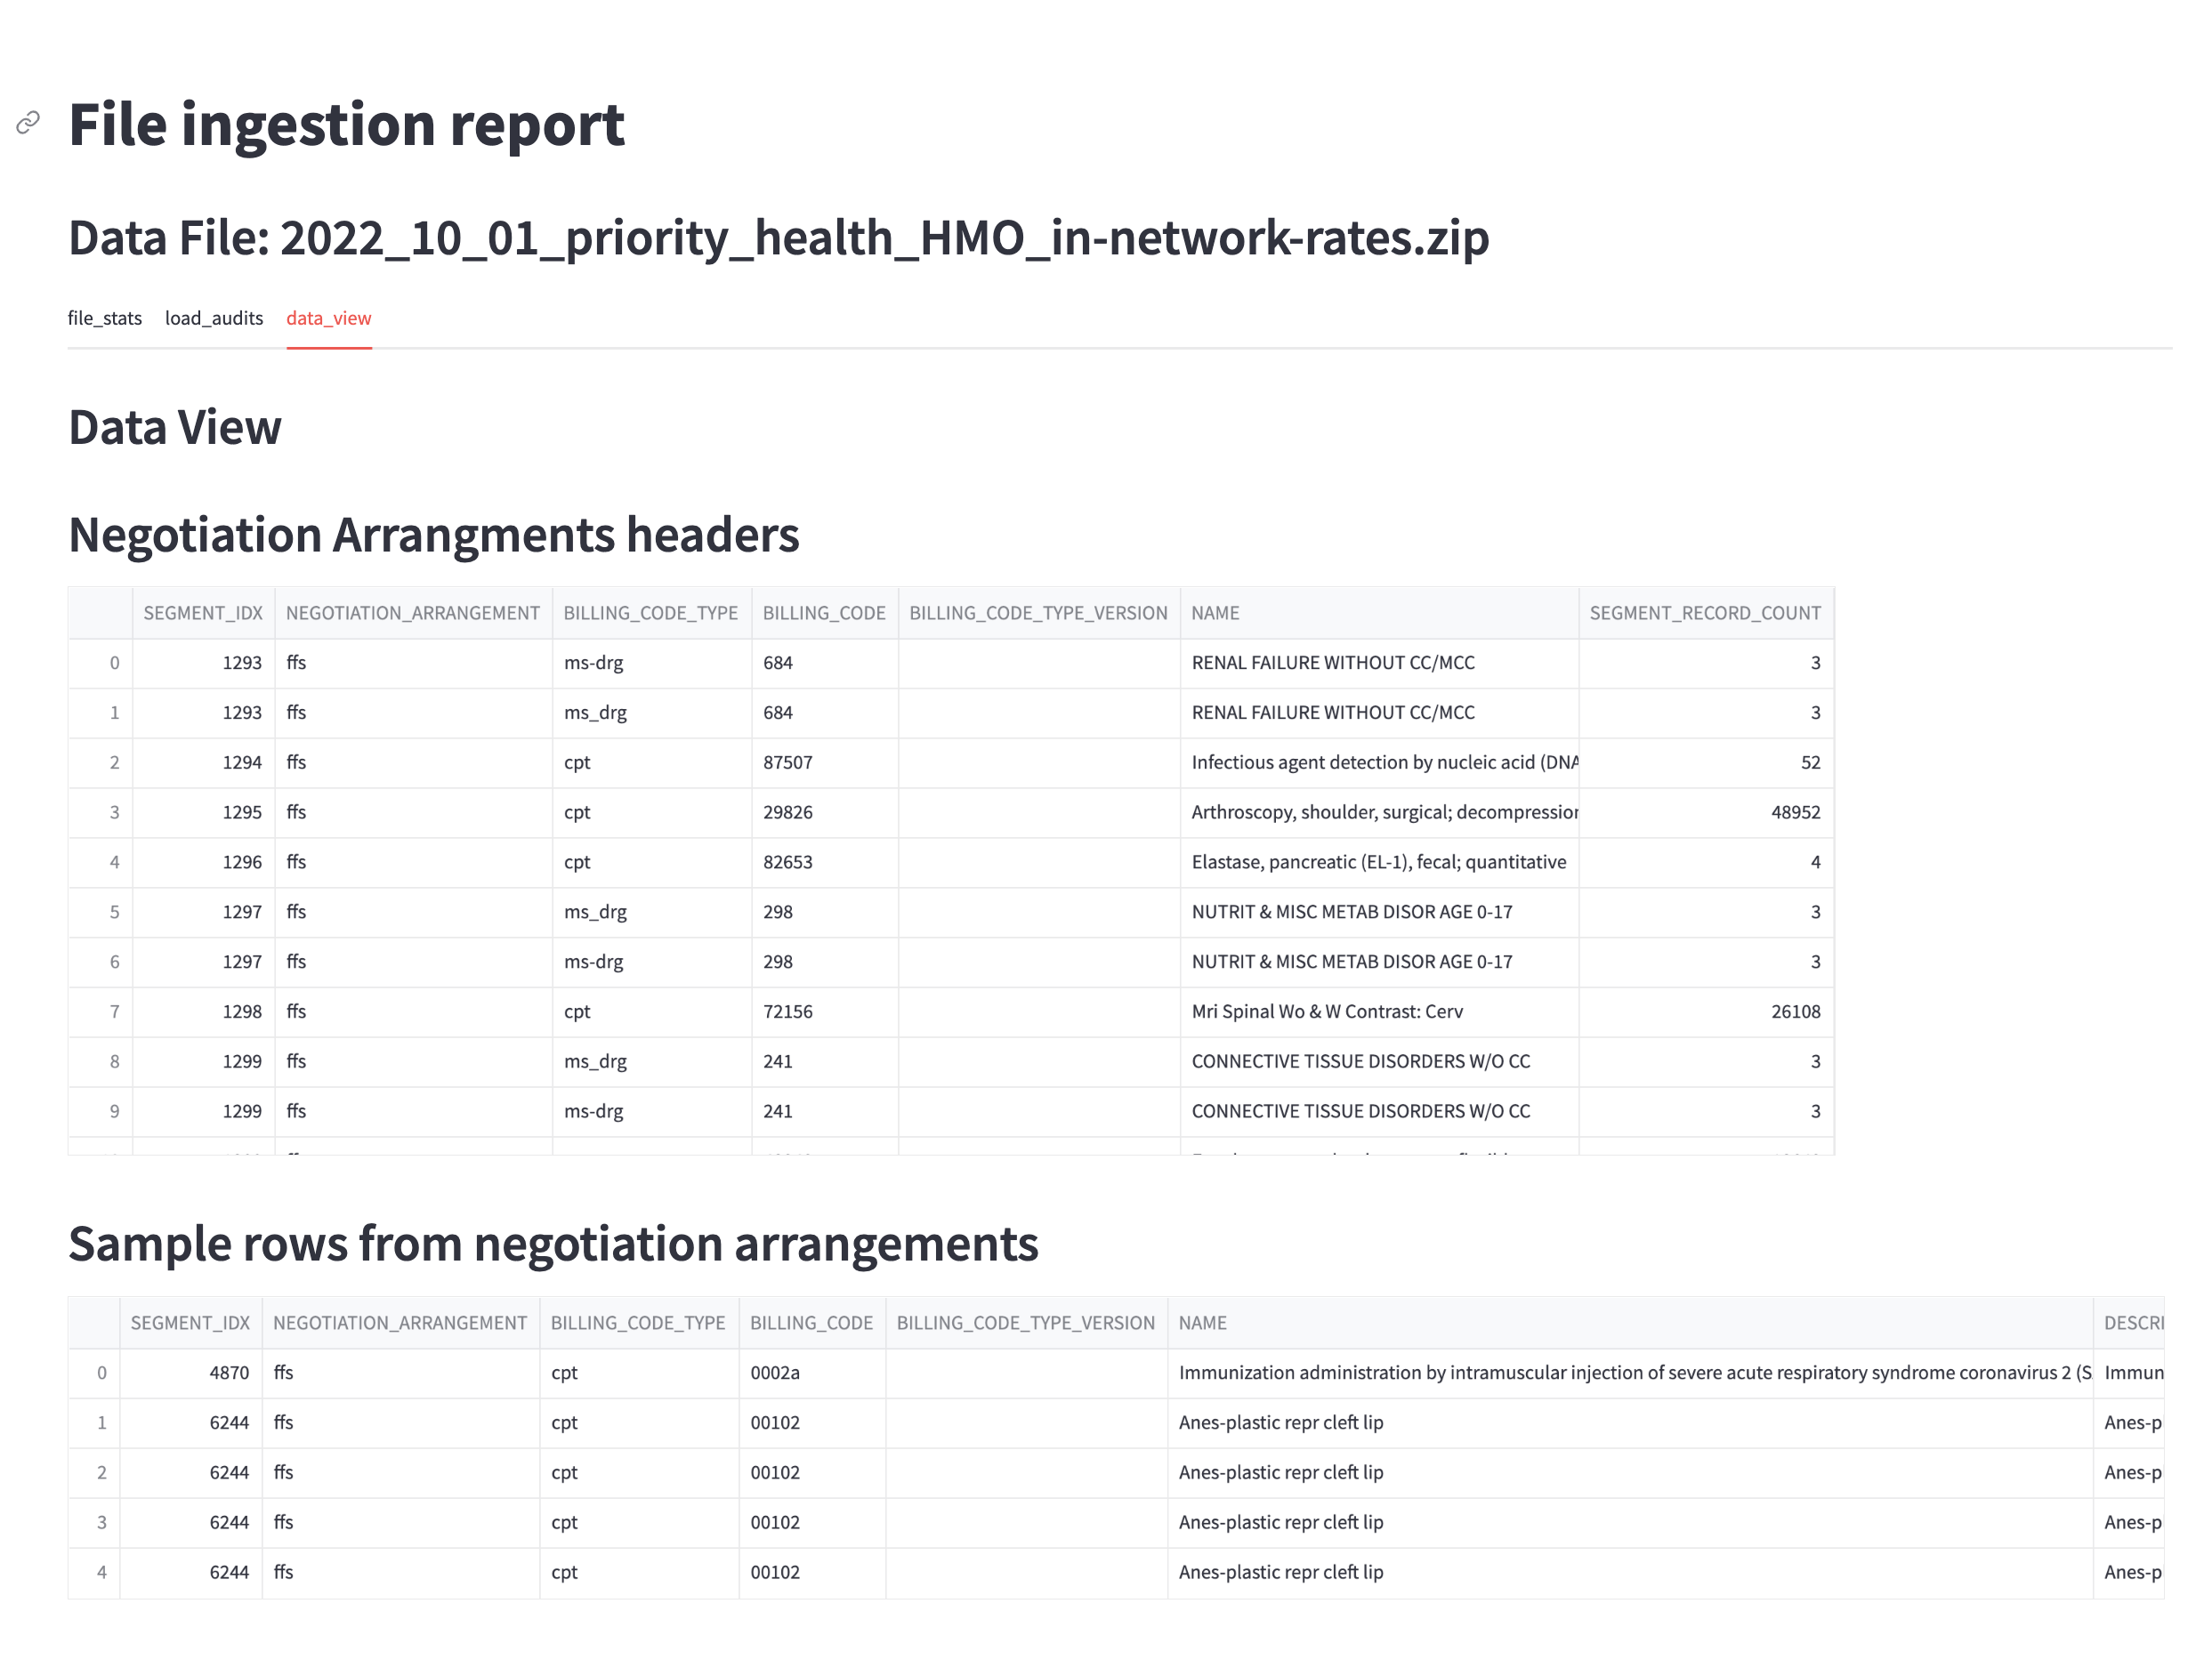 File ingestion report
Data File: 2022_10_01_priority_health_HMO_in-network-rates.zip
file_stats load_audits data_view
Data View
Negotiation Arrangments headers
SEGMENT_IDX NEGOTIATION_ARRANGEMENT BILLING_CODE_TYPE BILLING_CODE BILLING_CODE_TYPE_VERSION NAME SEGMENT_RECORD_COUNT
0 1293 ffs ms-drg 684 RENAL FAILURE WITHOUT CC/MCC 3
1 1293 ffs ms_drg 684 RENAL FAILURE WITHOUT CC/MCC 3
2 1294 ffs cpt 87507 Infectious agent detection by nucleic acid (DNA 52
3 1295 ffs cpt 29826 Arthroscopy, shoulder, surgical; decompression 48952
4 1296 ffs cpt 82653 Elastase, pancreatic (EL-1), fecal; quantitative 4
5 1297 ffs ms_drg 298 NUTRIT & MISC METAB DISOR AGE 0-17 3
6 1297 ffs ms-drg 298 NUTRIT & MISC METAB DISOR AGE 0-17 3
7 1298 ffs cpt 72156 Mri Spinal Wo & W Contrast: Cerv 26108
8 1299 ffs ms_drg 241 CONNECTIVE TISSUE DISORDERS W/O CC 3
9 1299 ffs ms-drg 241 CONNECTIVE TISSUE DISORDERS W/O CC 3
Sample rows from negotiation arrangements
SEGMENT_IDX NEGOTIATION_ARRANGEMENT BILLING_CODE_TYPE BILLING_CODE BILLING_CODE_TYPE_VERSION NAME DESCRI
0 4870 ffs cpt 0002a Immunization administration by intramuscular injection of severe acute respiratory syndrome coronavirus 2 (S Immun
1 6244 ffs cpt 00102 Anes-plastic repr cleft lip Anes-p
2 6244 ffs cpt 00102 Anes-plastic repr cleft lip Anes-p
3 6244 ffs cpt 00102 Anes-plastic repr cleft lip Anes-p
4 6244 ffs cpt 00102 Anes-plastic repr cleft lip Anes-p